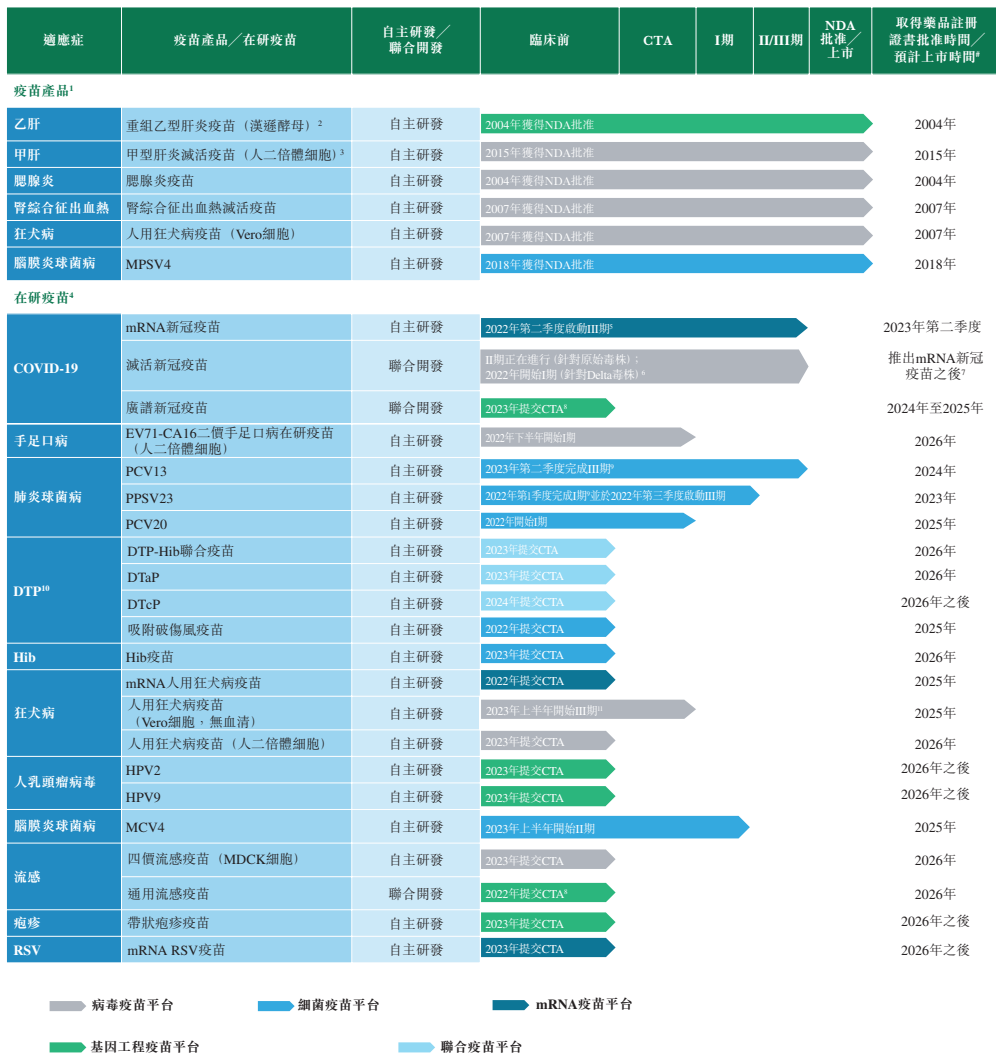 適應症 疫苗產品／在研疫苗 自主研發／聯合開發 臨床前 CTA I期 II/III期 NDA批准／上市 取得藥品註冊證書批准時間／預計上市時間#
疫苗產品1
乙肝 重組乙型肝炎疫苗（漢遜酵母）2 自主研發 2004年獲得NDA批准 2004年
甲肝 甲型肝炎滅活疫苗（人二倍體細胞）3 自主研發 2015年獲得NDA批准 2015年
腮腺炎 腮腺炎疫苗 自主研發 2004年獲得NDA批准 2004年
腎綜合征出血熱 腎綜合征出血熱滅活疫苗 自主研發 2007年獲得NDA批准 2007年
狂犬病 人用狂犬病疫苗（Vero細胞） 自主研發 2007年獲得NDA批准 2007年
腦膜炎球菌病 MPSV4 自主研發 2018年獲得NDA批准 2018年
在研疫苗4
COVID-19
mRNA新冠疫苗 自主研發 2022年第二季度啟動III期5 2023年第二季度
滅活新冠疫苗 聯合開發 II期正在進行（針對原始毒株）；
2022年開始I期（針對Delta毒株）6 推出mRNA新冠
疫苗之後7
廣譜新冠疫苗 聯合開發 2023年提交CTA8 2024年至2025年
手足口病 EV71-CA16二價手足口病在研疫苗
（人二倍體細胞） 自主研發 2022年下半年開始I期 2026年
肺炎球菌病
PCV13 自主研發 2023年第二季度完成III期9 2024年
PPSV23 自主研發 2022年第1季度完成I期9並於2022年第三季度啟動III期 2023年
PCV20 自主研發 2022年開始I期 2025年
DTP10
DTP-Hib聯合疫苗 自主研發 2023年提交CTA 2026年
DTaP 自主研發 2023年提交CTA 2026年
DTcP 自主研發 2024年提交CTA 2026年之後
吸附破傷風疫苗 自主研發 2022年提交CTA 2025年
Hib Hib疫苗 自主研發 2023年提交CTA 2026年
狂犬病
mRNA人用狂犬病疫苗 自主研發 2022年提交CTA 2025年
人用狂犬病疫苗
（Vero細胞，無血清） 自主研發 2023年上半年開始III期11 2025年
人用狂犬病疫苗（人二倍體細胞） 自主研發 2023年提交CTA 2026年
人乳頭瘤病毒
HPV2 自主研發 2023年提交CTA 2026年之後
HPV9 自主研發 2023年提交CTA 2026年之後
腦膜炎球菌病 MCV4 自主研發 2023年上半年開始II期 2025年
流感
四價流感疫苗（MDCK細胞） 自主研發 2023年提交CTA 2026年
通用流感疫苗 聯合開發 2022年提交CTA8 2026年
疱疹 帶狀疱疹疫苗 自主研發 2023年提交CTA 2026年之後
RSV mRNA RSV疫苗 自主研發 2023年提交CTA 2026年之後
病毒疫苗平台 細菌疫苗平台 mRNA疫苗平台
基因工程疫苗平台 聯合疫苗平台